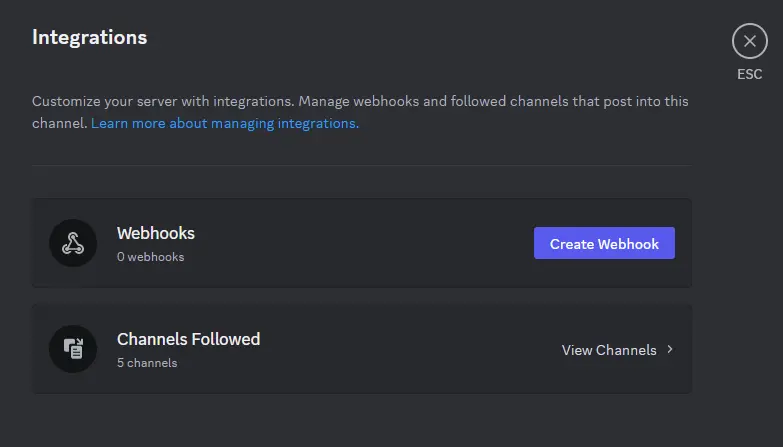 Integrations
ESC
Customize your server with integrations. Manage webhooks and followed channels that post into this
channel. Learn more about managing integrations.
Webhooks
0 webhooks
Create Webhook
Channels Followed
5 channels
View Channels